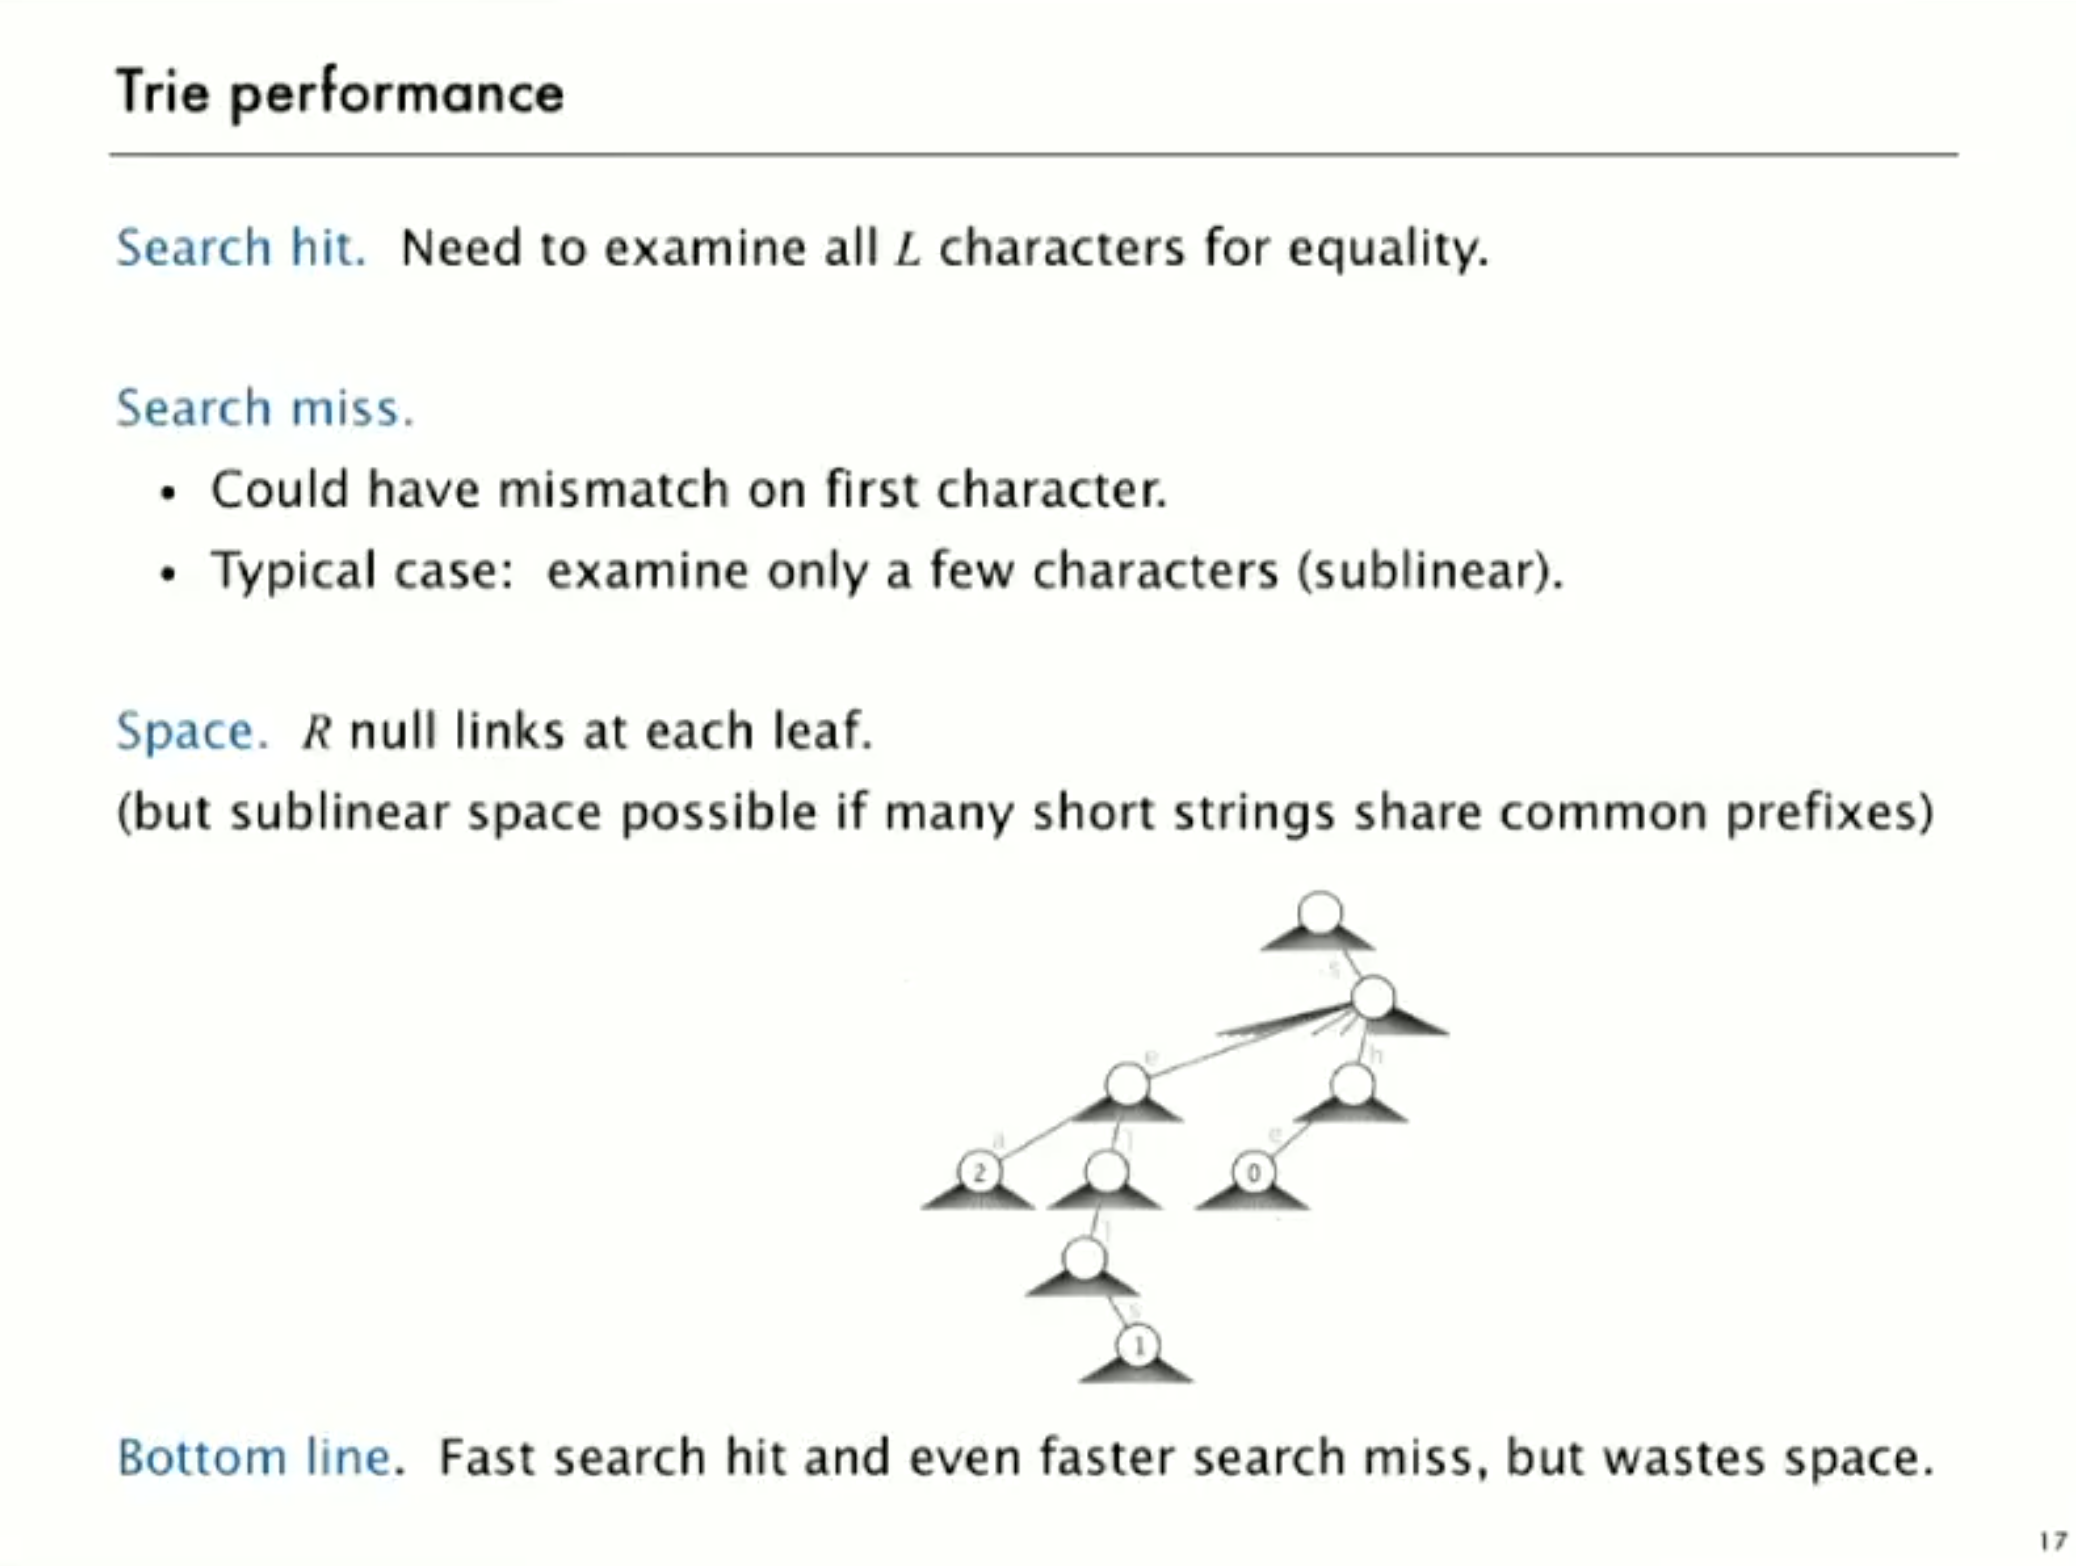 Trie performance
Search hit. Need to examine all L characters for equality.
Search miss.
• Could have mismatch on first character.
• Typical case: examine only a few characters (sublinear).
Space. R null links at each leaf.
(but sublinear space possible if many short strings share common prefixes)
s
e
h
a
l
e
2
0
l
s
1
Bottom line. Fast search hit and even faster search miss, but wastes space.
17